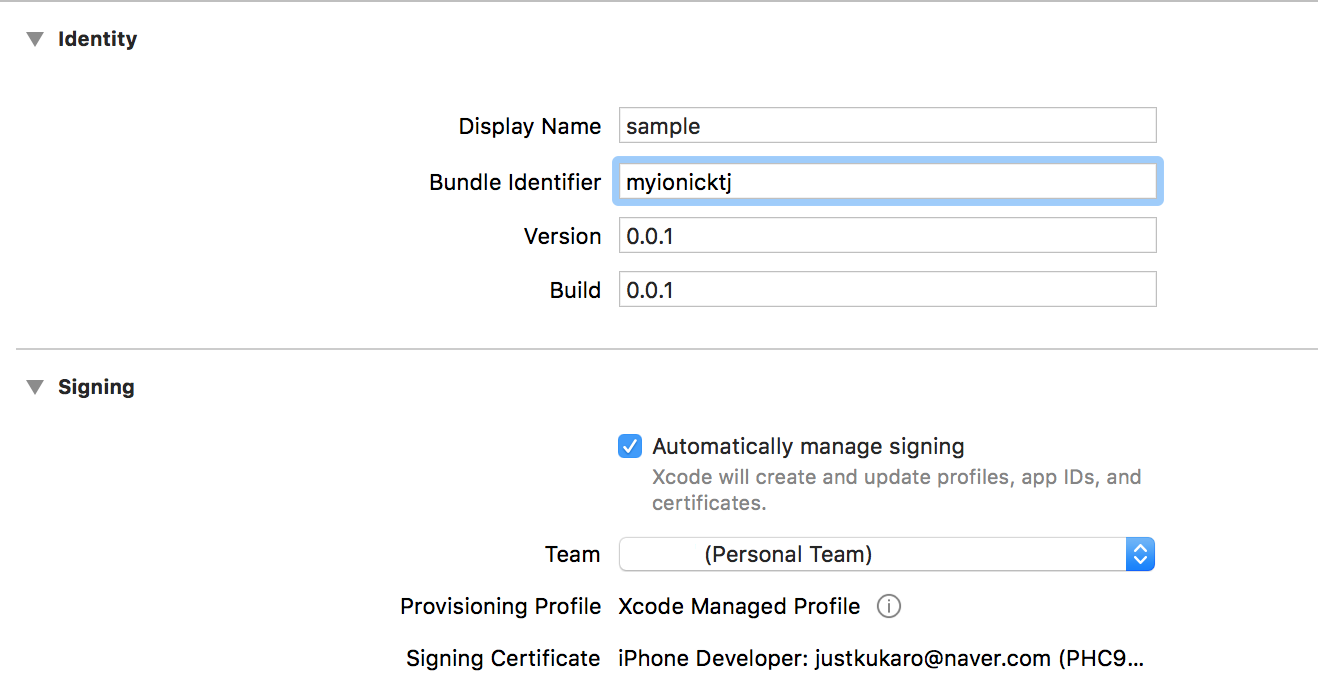 Identity
Display Name sample
Bundle Identifier myionicktj
Version 0.0.1
Build 0.0.1
Signing
Automatically manage signing
Xcode will create and update profiles, app IDs, and
certificates.
Team (Personal Team)
Provisioning Profile Xcode Managed Profile
Signing Certificate iPhone Developer: justkukaro@naver.com (PHC9...